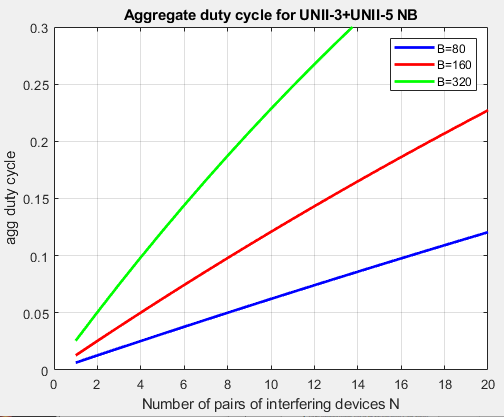 Aggregate duty cycle for UNII-3+UNII-5 NB
0.3
0.25
0.2
0.15
0.1
0.05
0
agg duty cycle
B=80
B=160
B=320
0 2 4 6 8 10 12 14 16 18 20
Number of pairs of interfering devices N